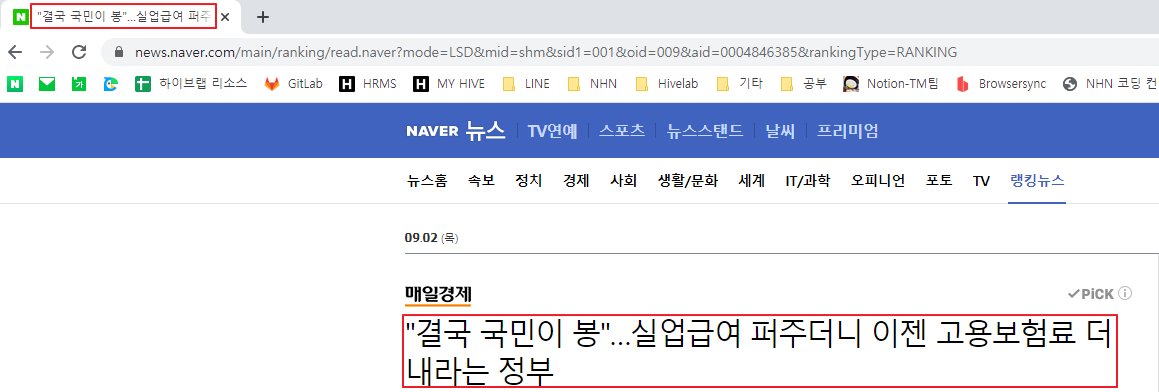 "결국 국민이 봉"...실업급여 퍼주
news.naver.com/main/ranking/read.naver?mode=LSD&mid=shm&sid1=001&oid=009&aid=0004846385&rankingType=RANKING
하이브랩 리소스 GitLab HRMS MY HIVE LINE NHN Hivelab 기타 공부 Notion-TM팀 Browsersync NHN 코딩 컨
NAVER 뉴스 TV연예 스포츠 뉴스스탠드 날씨 프리미엄
뉴스홈 속보 정치 경제 사회 생활/문화 세계 IT/과학 오피니언 포토 TV 랭킹뉴스
09.02 (목)
매일경제 PiCK
"결국 국민이 봉"...실업급여 퍼주더니 이젠 고용보험료 더
내라는 정부